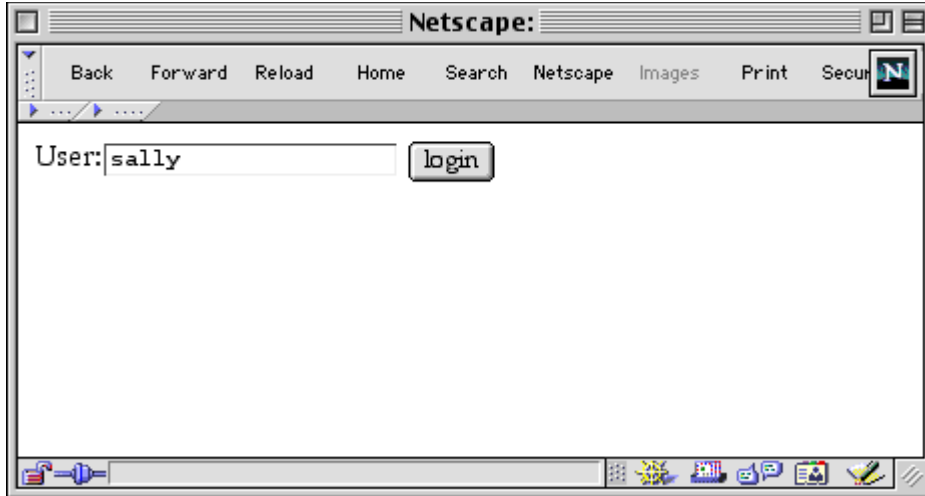 Netscape:
Back Forward Reload Home Search Netscape Images Print Secur N
User: sally login